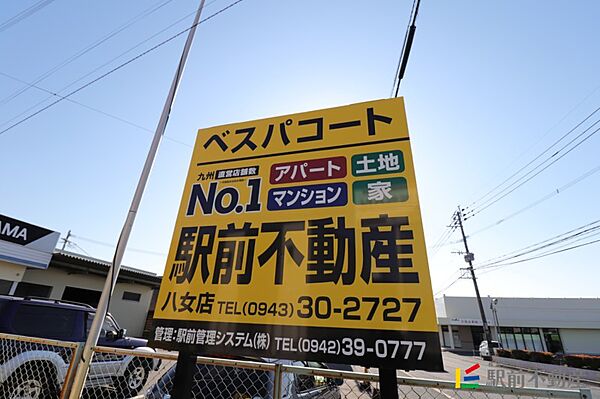 ベスパコート
九州 直営店舗数
No.1
アパート 土地
マンション 家
駅前不動産
八女店 TEL(0943)30-2727
管理:駅前管理システム(株) TEL(0942)39-0777
AMA
駅前不動産